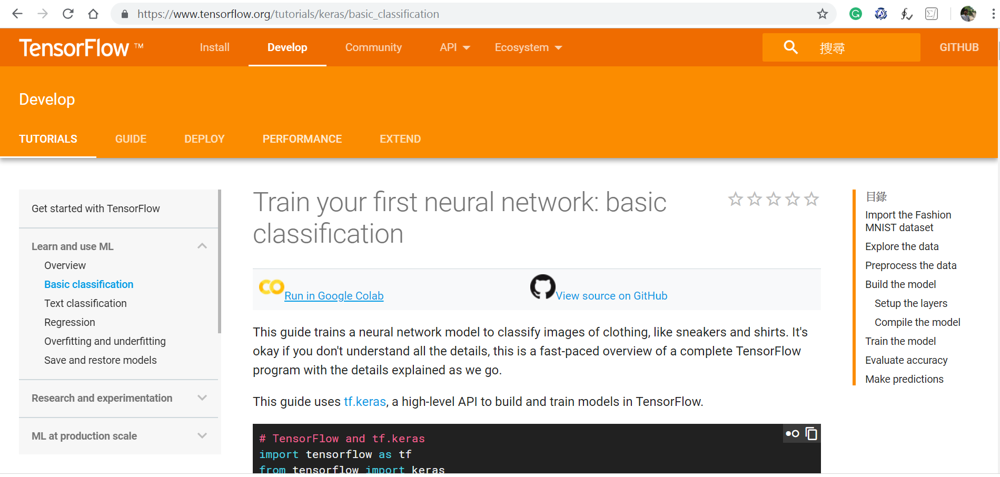 https://www.tensorflow.org/tutorials/keras/basic_classification
TensorFlow ™
Install
Develop
Community
API
Ecosystem
搜尋
GITHUB
Develop
TUTORIALS
GUIDE
DEPLOY
PERFORMANCE
EXTEND
Get started with TensorFlow
Learn and use ML
Overview
Basic classification
Text classification
Regression
Overfitting and underfitting
Save and restore models
Research and experimentation
ML at production scale
Train your first neural network: basic
classification
Run in Google Colab
View source on GitHub
This guide trains a neural network model to classify images of clothing, like sneakers and shirts. It's
okay if you don't understand all the details, this is a fast-paced overview of a complete TensorFlow
program with the details explained as we go.
This guide uses tf.keras, a high-level API to build and train models in TensorFlow.
# TensorFlow and tf.keras
import tensorflow as tf
from tensorflow import keras
目錄
Import the Fashion
MNIST dataset
Explore the data
Preprocess the data
Build the model
Setup the layers
Compile the model
Train the model
Evaluate accuracy
Make predictions